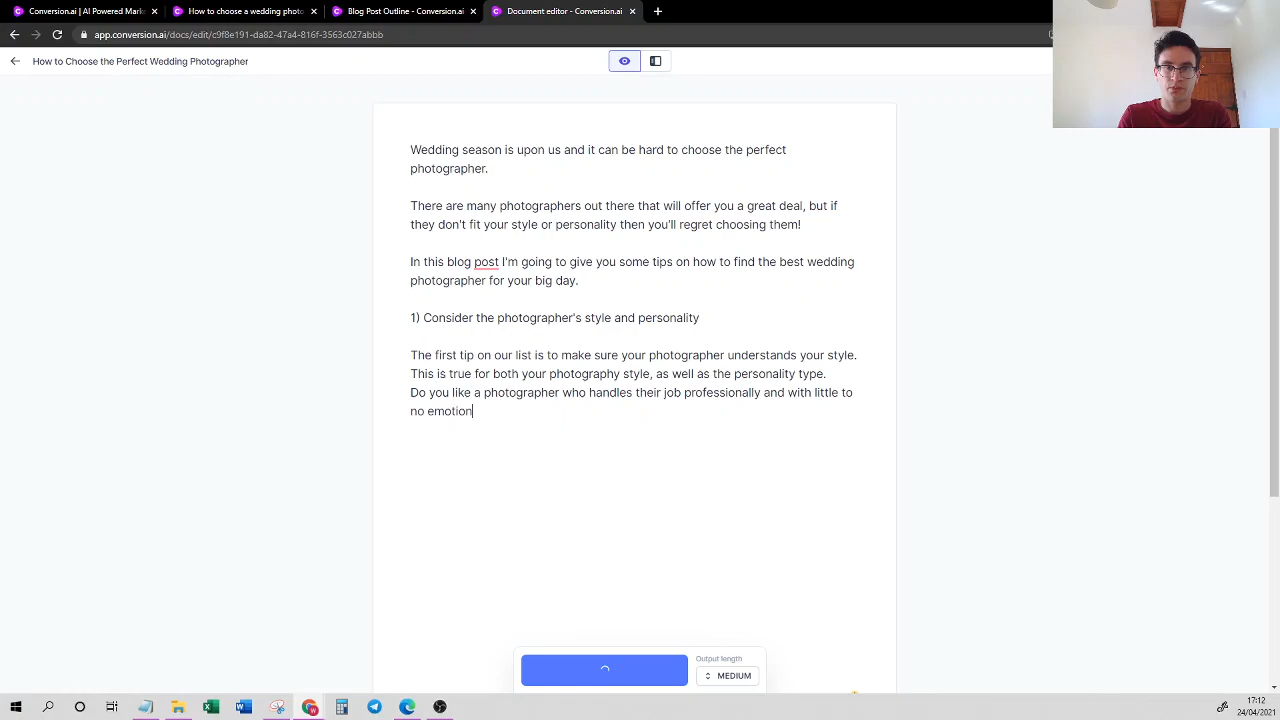 Conversion.ai | AI Powered Mark
How to choose a wedding photo
Blog Post Outline - Conversion.ai
Document editor - Conversion.ai
app.conversion.ai/docs/edit/c9f8e191-da82-47a4-816f-3563c027abbb
How to Choose the Perfect Wedding Photographer
Wedding season is upon us and it can be hard to choose the perfect
photographer.
There are many photographers out there that will offer you a great deal, but if
they don't fit your style or personality then you'll regret choosing them!
In this blog post I'm going to give you some tips on how to find the best wedding
photographer for your big day.
1) Consider the photographer's style and personality
The first tip on our list is to make sure your photographer understands your style.
This is true for both your photography style, as well as the personality type.
Do you like a photographer who handles their job professionally and with little to
no emotion
Output length
MEDIUM
17:12
24/04/2021